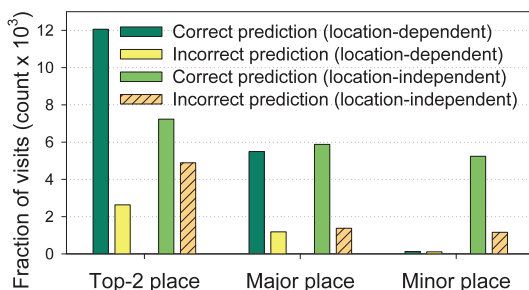 Fraction of visits (count x 10³)
12
10
8
6
4
2
0
Correct prediction (location-dependent)
Incorrect prediction (location-dependent)
Correct prediction (location-independent)
Incorrect prediction (location-independent)
Top-2 place Major place Minor place